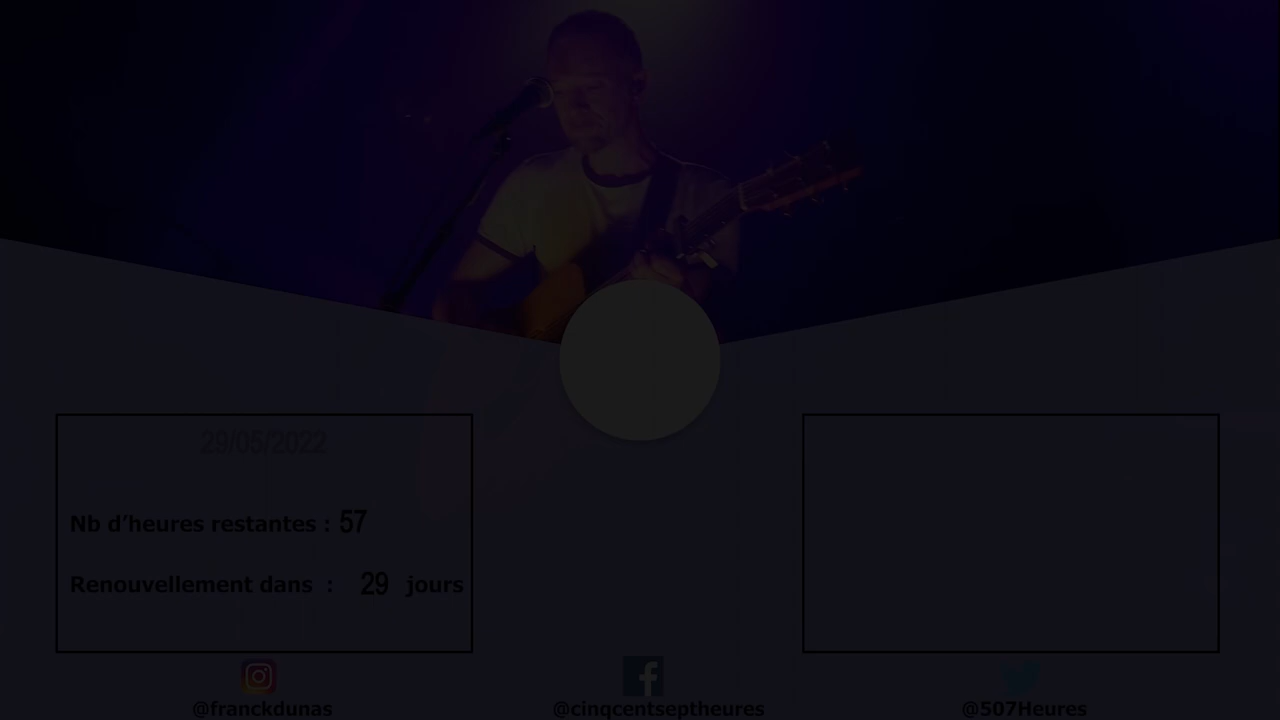 29/05/2022
Nb d’heures restantes : 57
Renouvellement dans : 29 jours
@franckdunas
@cinqcentseptheures
@507Heures